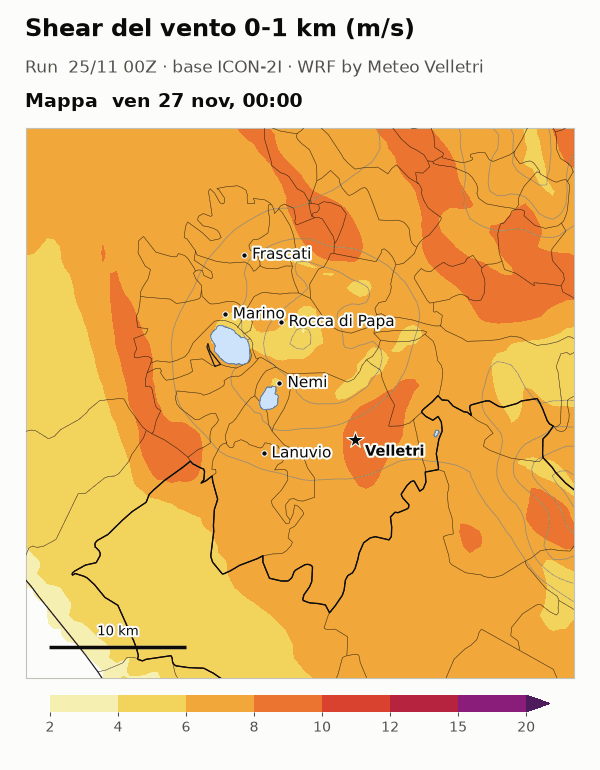 Shear del vento 0-1 km (m/s)
Run  25/11 00Z · base ICON-2I · WRF by Meteo Velletri
Mappa  ven 27 nov, 00:00
Frascati
Marino
Rocca di Papa
Nemi
Velletri
Lanuvio
10 km
2 4 6 8 10 12 15 20